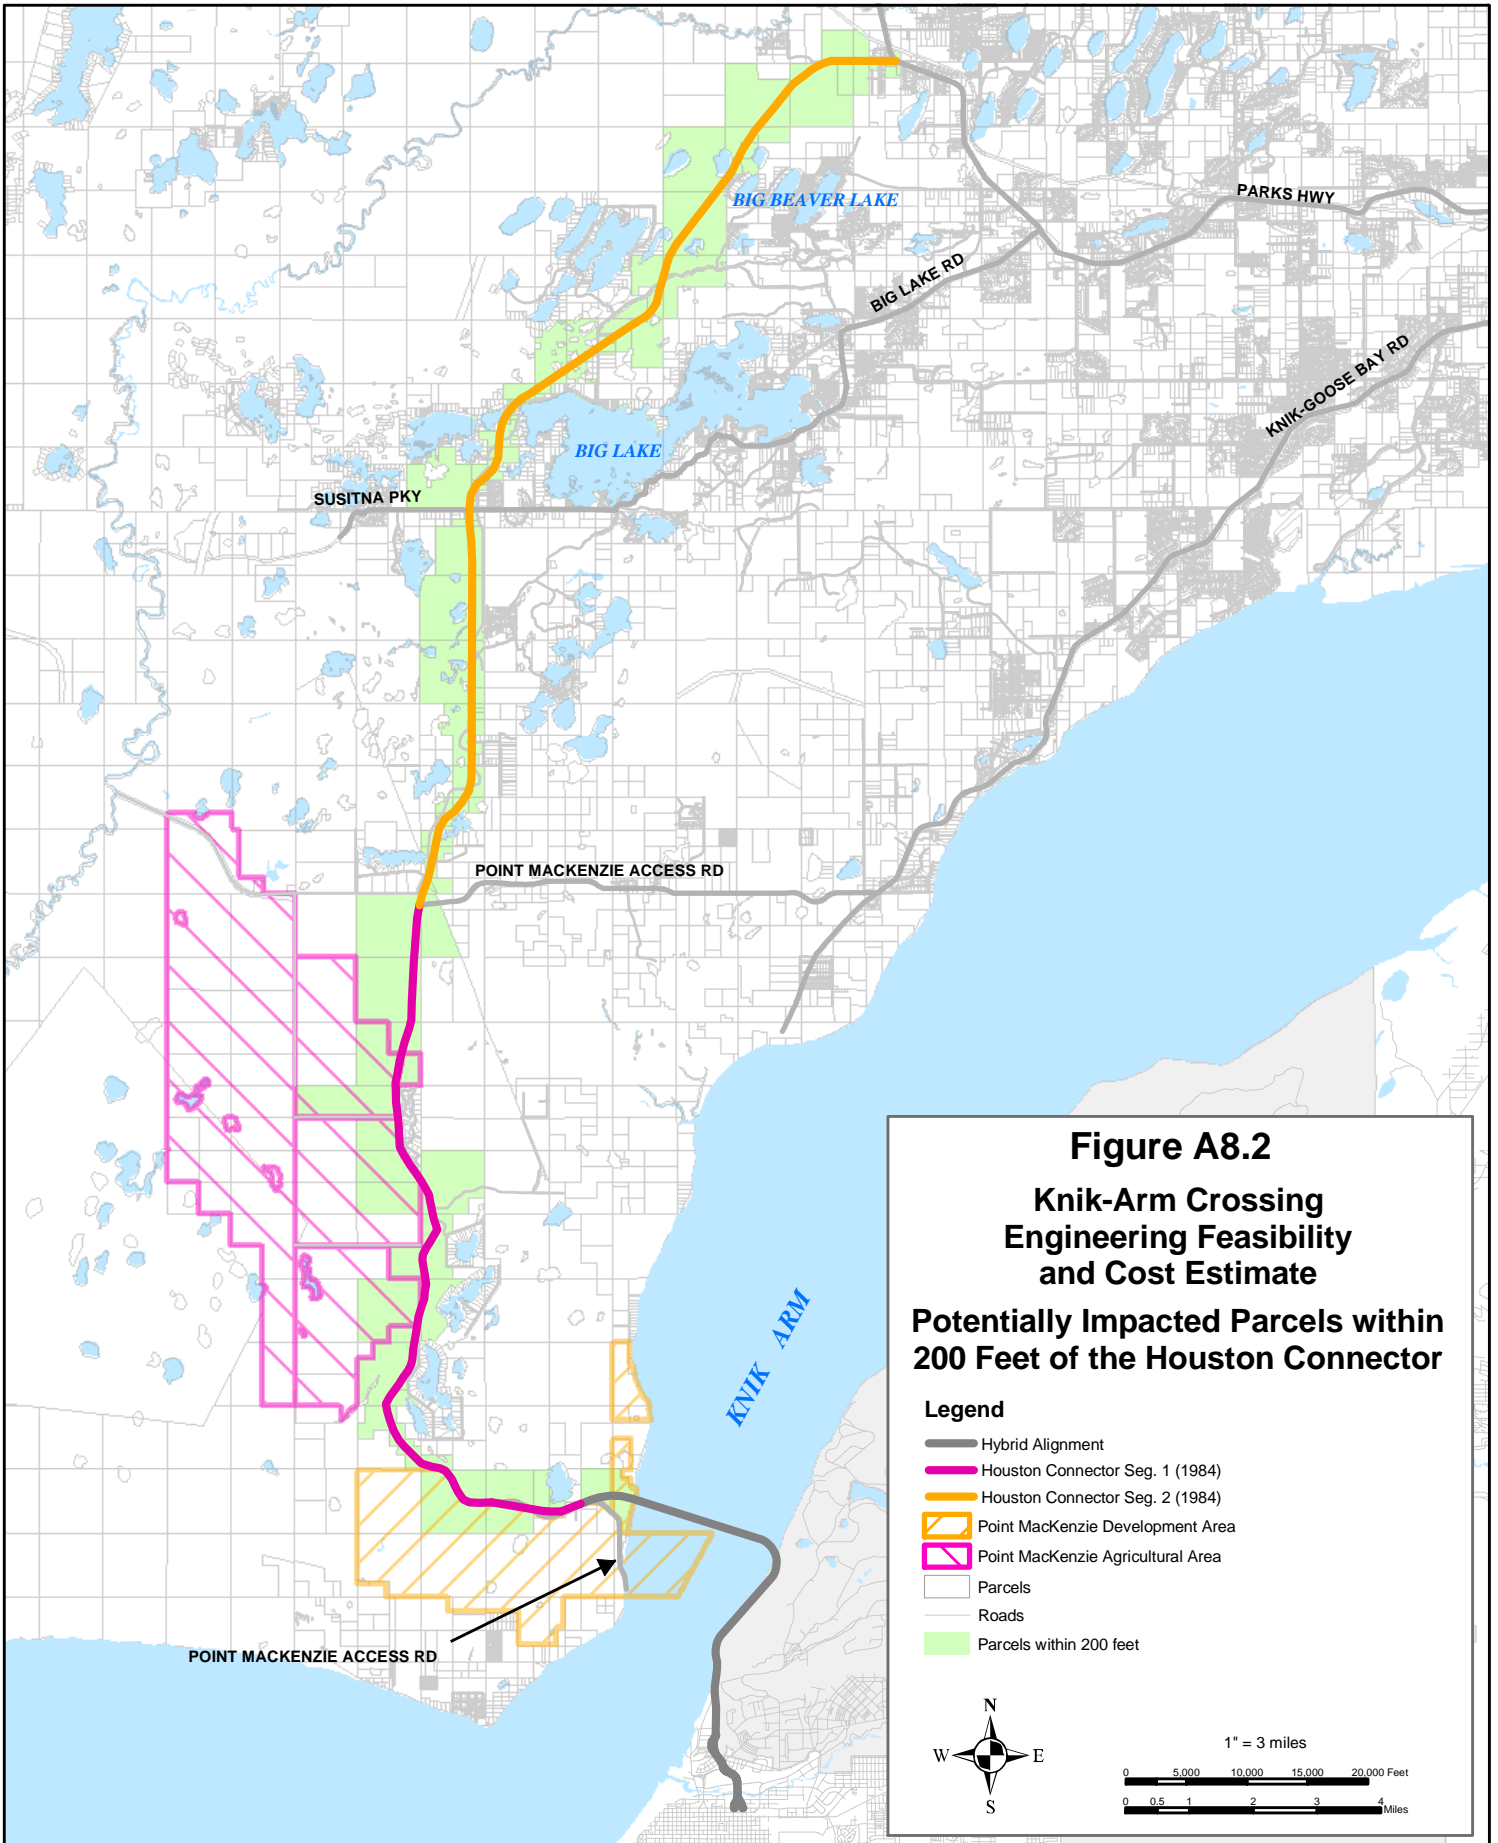 PARKS HWY
BIG BEAVER LAKE
BIG LAKE RD
KNIK-GOOSE BAY RD
BIG LAKE
SUSITNA PKY
POINT MACKENZIE ACCESS RD
KNIK ARM
POINT MACKENZIE ACCESS RD
Figure A8.2
Knik-Arm Crossing
Engineering Feasibility
and Cost Estimate
Potentially Impacted Parcels within
200 Feet of the Houston Connector
Legend
Hybrid Alignment
Houston Connector Seg. 1 (1984)
Houston Connector Seg. 2 (1984)
Point MacKenzie Development Area
Point MacKenzie Agricultural Area
Parcels
Roads
Parcels within 200 feet
N
W E
S
1" = 3 miles
0 5,000 10,000 15,000 20,000 Feet
0 0.5 1 2 3 4 Miles